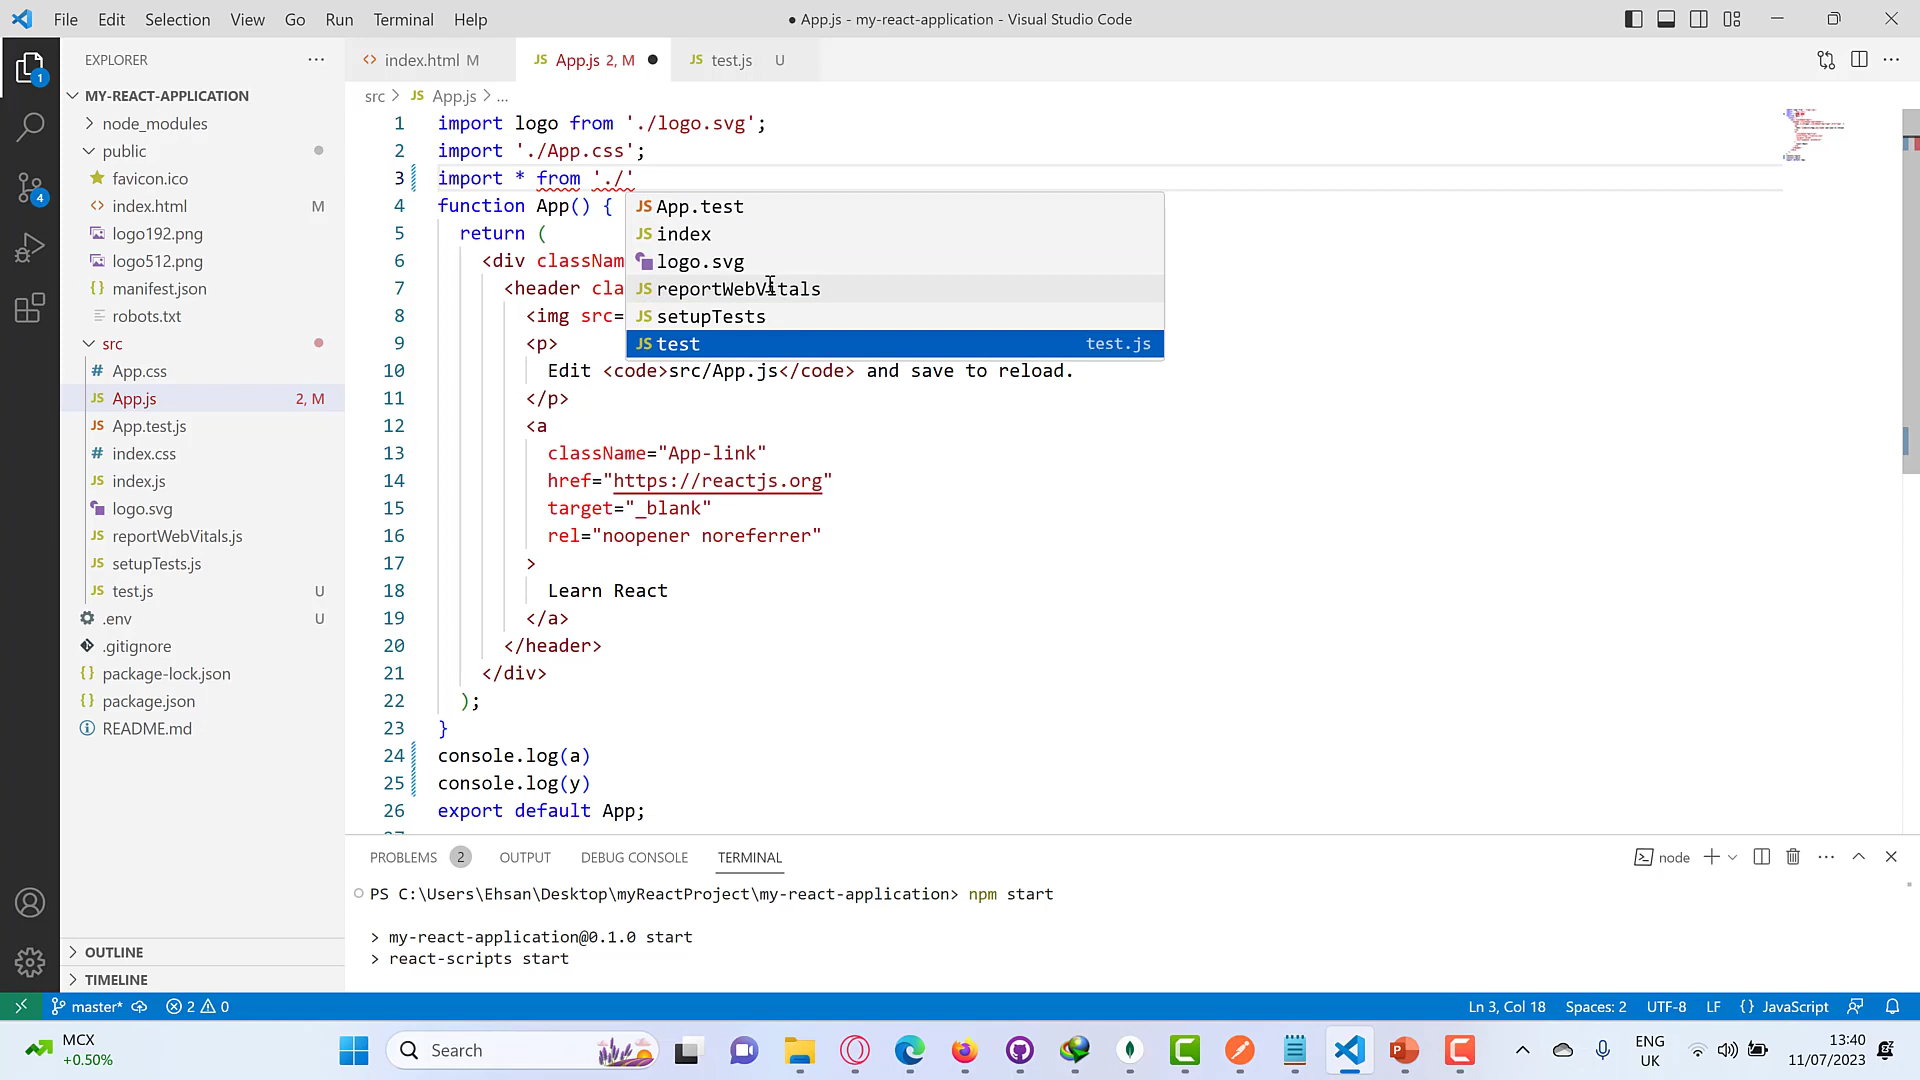 File Edit Selection View Go Run Terminal Help
● App.js - my-react-application - Visual Studio Code
EXPLORER
MY-REACT-APPLICATION
node_modules
public
favicon.ico
index.html M
logo192.png
logo512.png
manifest.json
robots.txt
src
App.css
App.js 2, M
App.test.js
index.css
index.js
logo.svg
reportWebVitals.js
setupTests.js
test.js U
.env U
.gitignore
package-lock.json
package.json
README.md
OUTLINE
TIMELINE
1
4
index.html M
App.js 2, M
test.js U
src > JS App.js > ...
1 import logo from './logo.svg';
2 import './App.css';
3 import * from './'
4 function App() {
5 return (
6 <div classNam
7 <header cla
8 <img src=
9 <p>
10 Edit <code>src/App.js</code> and save to reload.
11 </p>
12 <a
13 className="App-link"
14 href="https://reactjs.org"
15 target="_blank"
16 rel="noopener noreferrer"
17 >
18 Learn React
19 </a>
20 </header>
21 </div>
22 );
23 }
24 console.log(a)
25 console.log(y)
26 export default App;
JS App.test
JS index
logo.svg
JS reportWebVitals
JS setupTests
JS test test.js
PROBLEMS 2 OUTPUT DEBUG CONSOLE TERMINAL
node
PS C:\Users\Ehsan\Desktop\myReactProject\my-react-application> npm start
> my-react-application@0.1.0 start
> react-scripts start
master* 2 0
Ln 3, Col 18 Spaces: 2 UTF-8 LF {} JavaScript
MCX
+0.50%
Search
ENG
UK
13:40
11/07/2023